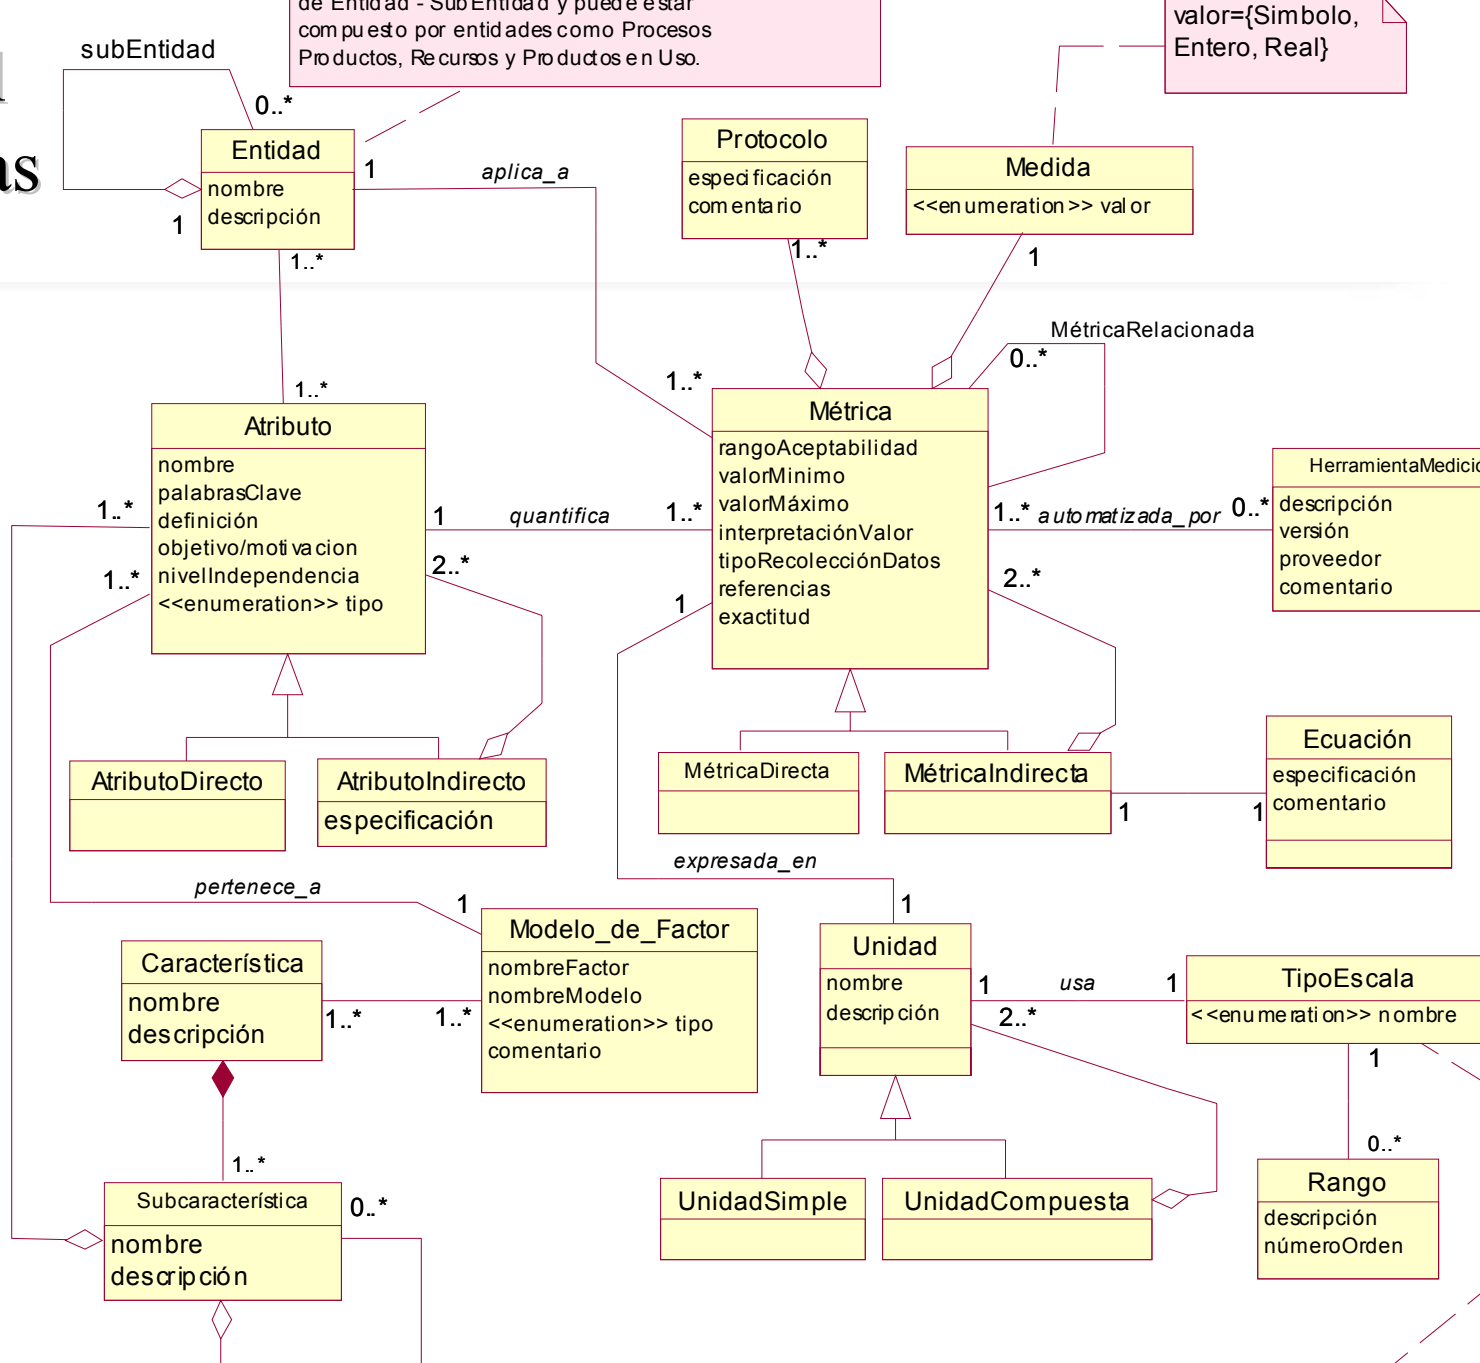 de Entidad - SubEntidad y puede estar
compuesto por entidades como Procesos
Productos, Recursos y Productos en Uso.
valor={Simbolo,
Entero, Real}
as
subEntidad
0..*
Entidad
nombre
descripción
1
1
1..*
aplica_a
Protocolo
especificación
comentario
1..*
Medida
<<enumeration>> valor
1
MétricaRelacionada
0..*
1..*
Atributo
nombre
palabrasClave
definición
objetivo/motivacion
nivelIndependencia
<<enumeration>> tipo
1..*
1..*
1
quantifica
1..*
1..*
2..*
Métrica
rangoAceptabilidad
valorMinimo
valorMáximo
interpretaciónValor
tipoRecolecciónDatos
referencias
exactitud
1..*
automatizada_por
0..*
2..*
1
HerramientaMedició
descripción
versión
proveedor
comentario
AtributoDirecto
AtributoIndirecto
especificación
MétricaDirecta
MétricaIndirecta
1
1
Ecuación
especificación
comentario
expresada_en
1
pertenece_a
1
Modelo_de_Factor
nombreFactor
nombreModelo
<<enumeration>> tipo
comentario
Característica
nombre
descripción
1..*
1..*
Unidad
nombre
descripción
1
usa
1
2..*
TipoEscala
<<enumeration>> nombre
1
0..*
Rango
descripción
númeroOrden
UnidadSimple
UnidadCompuesta
1..*
Subcaracterística
nombre
descripción
0..*